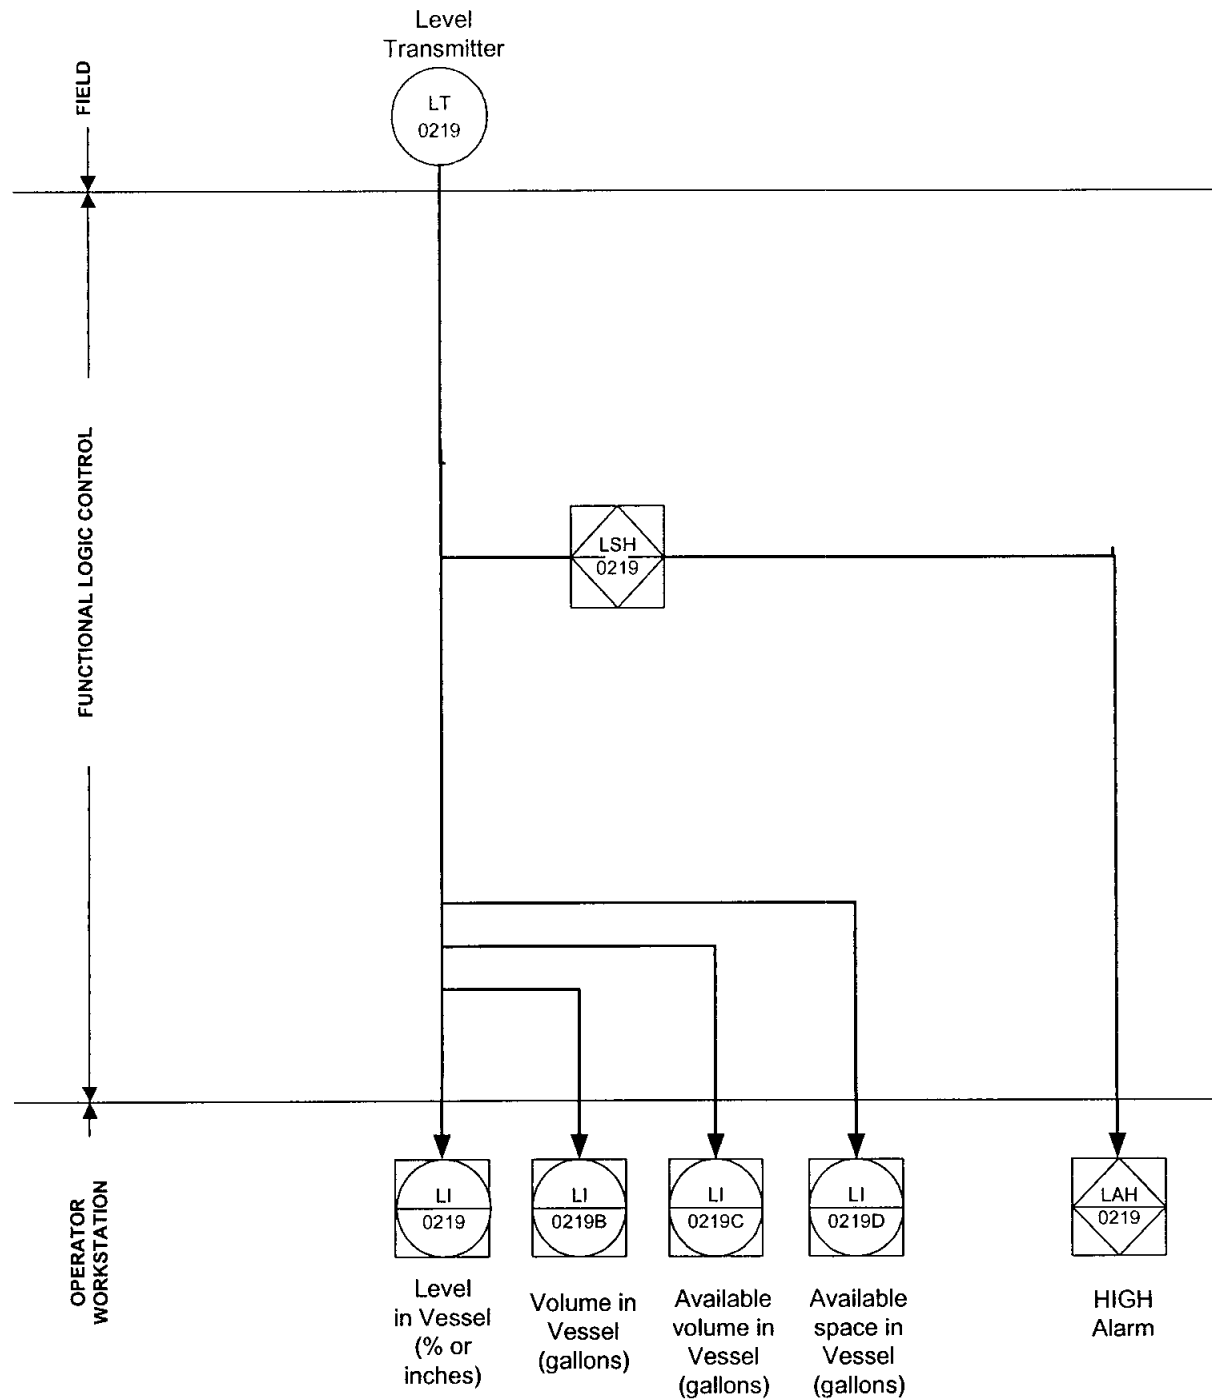 Level
Transmitter
LT
0219
FIELD
FUNCTIONAL LOGIC CONTROL
LSH
0219
OPERATOR
WORKSTATION
LI
0219
Level
in Vessel
(% or
inches)
LI
0219B
Volume in
Vessel
(gallons)
LI
0219C
Available
volume in
Vessel
(gallons)
LI
0219D
Available
space in
Vessel
(gallons)
LAH
0219
HIGH
Alarm